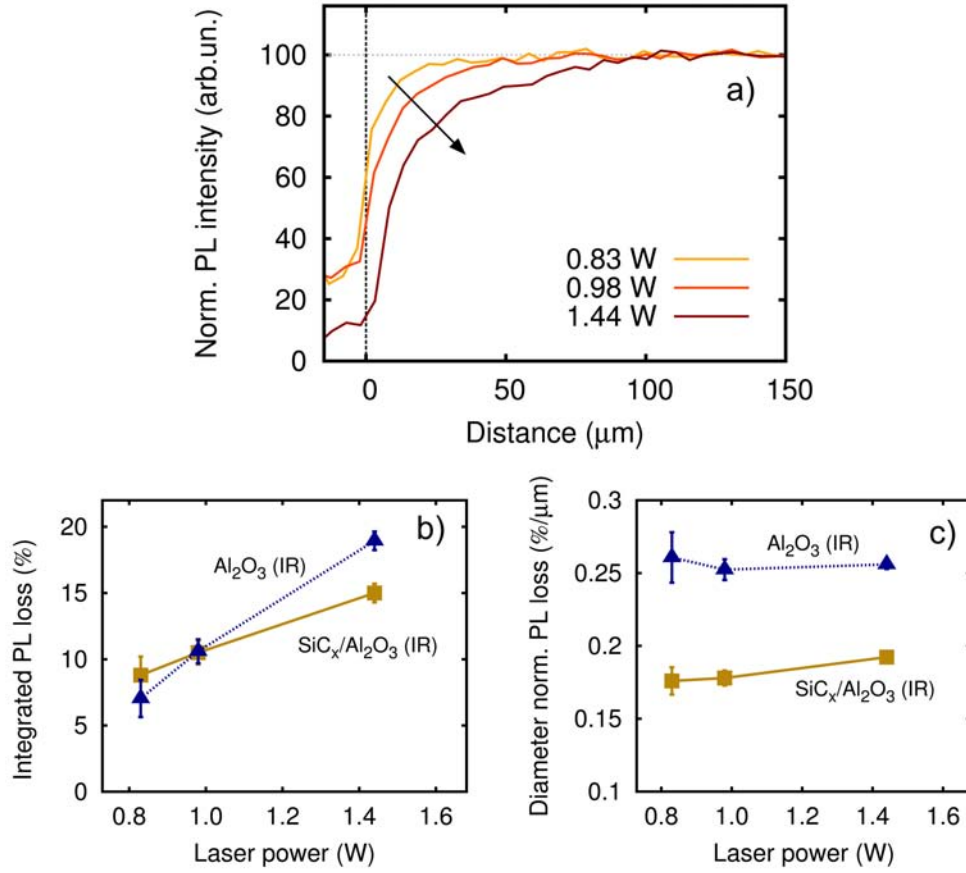 Norm. PL intensity (arb.un.)
100
80
60
40
20
0
a)
0.83 W
0.98 W
1.44 W
0 50 100 150
Distance (μm)
Integrated PL loss (%)
20
15
10
5
0
b)
Al₂O₃ (IR)
SiCₓ/Al₂O₃ (IR)
0.8 1.0 1.2 1.4 1.6
Laser power (W)
Diameter norm. PL loss (%/μm)
0.3
0.25
0.2
0.15
0.1
c)
Al₂O₃ (IR)
SiCₓ/Al₂O₃ (IR)
0.8 1.0 1.2 1.4 1.6
Laser power (W)